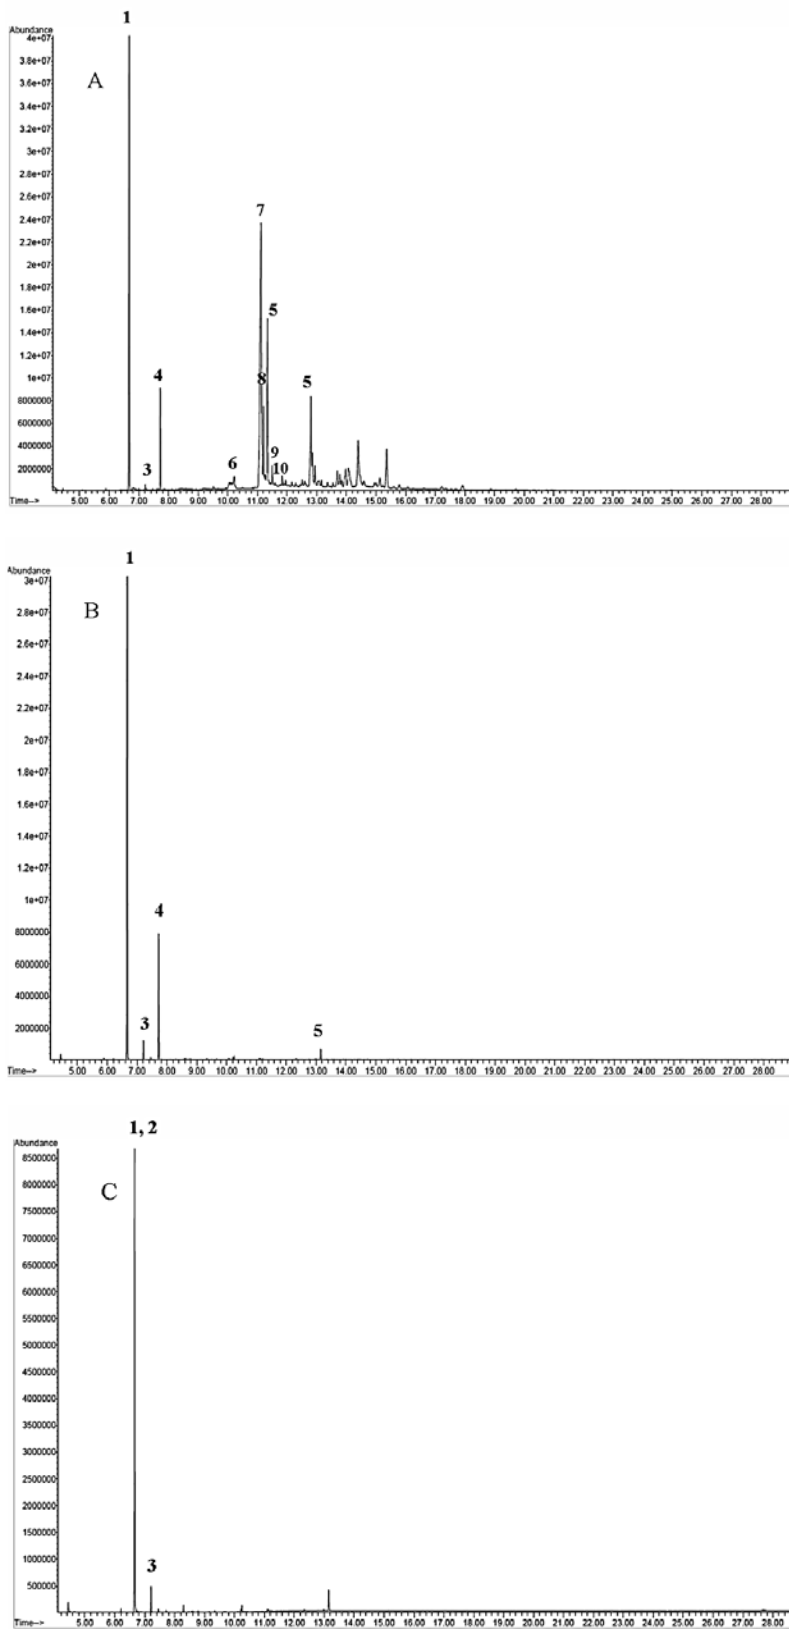 1
Abundance
4e+07
3.8e+07
3.6e+07
3.4e+07
3.2e+07
3e+07
2.8e+07
2.6e+07
2.4e+07
2.2e+07
2e+07
1.8e+07
1.6e+07
1.4e+07
1.2e+07
1e+07
8000000
6000000
4000000
2000000
A
7
5
4
8
5
9
3
6
10
Time--> 5.00 6.00 7.00 8.00 9.00 10.00 11.00 12.00 13.00 14.00 15.00 16.00 17.00 18.00 19.00 20.00 21.00 22.00 23.00 24.00 25.00 26.00 27.00 28.00
1
Abundance
3e+07
2.8e+07
2.6e+07
2.4e+07
2.2e+07
2e+07
1.8e+07
1.6e+07
1.4e+07
1.2e+07
1e+07
8000000
6000000
4000000
2000000
B
4
3
5
Time--> 5.00 6.00 7.00 8.00 9.00 10.00 11.00 12.00 13.00 14.00 15.00 16.00 17.00 18.00 19.00 20.00 21.00 22.00 23.00 24.00 25.00 26.00 27.00 28.00
1, 2
Abundance
8500000
8000000
7500000
7000000
6500000
6000000
5500000
5000000
4500000
4000000
3500000
3000000
2500000
2000000
1500000
1000000
500000
C
3
Time--> 5.00 6.00 7.00 8.00 9.00 10.00 11.00 12.00 13.00 14.00 15.00 16.00 17.00 18.00 19.00 20.00 21.00 22.00 23.00 24.00 25.00 26.00 27.00 28.00